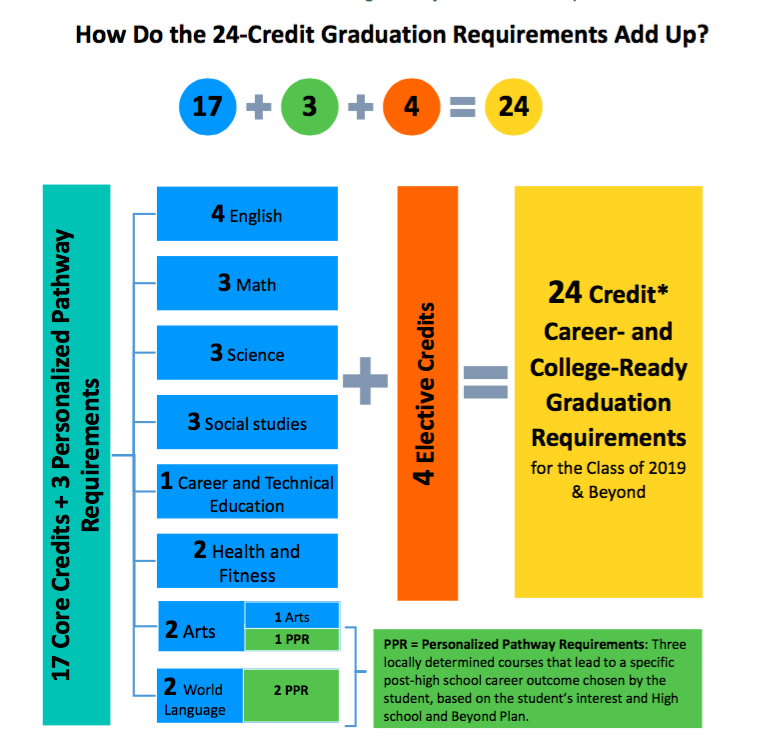 How Do the 24-Credit Graduation Requirements Add Up?
17 + 3 + 4 = 24
17 Core Credits + 3 Personalized Pathway
Requirements
4 English
3 Math
3 Science
3 Social studies
1 Career and Technical
Education
2 Health and
Fitness
2 Arts
1 Arts
1 PPR
2 World
Language
2 PPR
+
4 Elective Credits
=
24 Credit*
Career- and
College-Ready
Graduation
Requirements
for the Class of 2019
& Beyond
PPR = Personalized Pathway Requirements: Three
locally determined courses that lead to a specific
post-high school career outcome chosen by the
student, based on the student's interest and High
school and Beyond Plan.